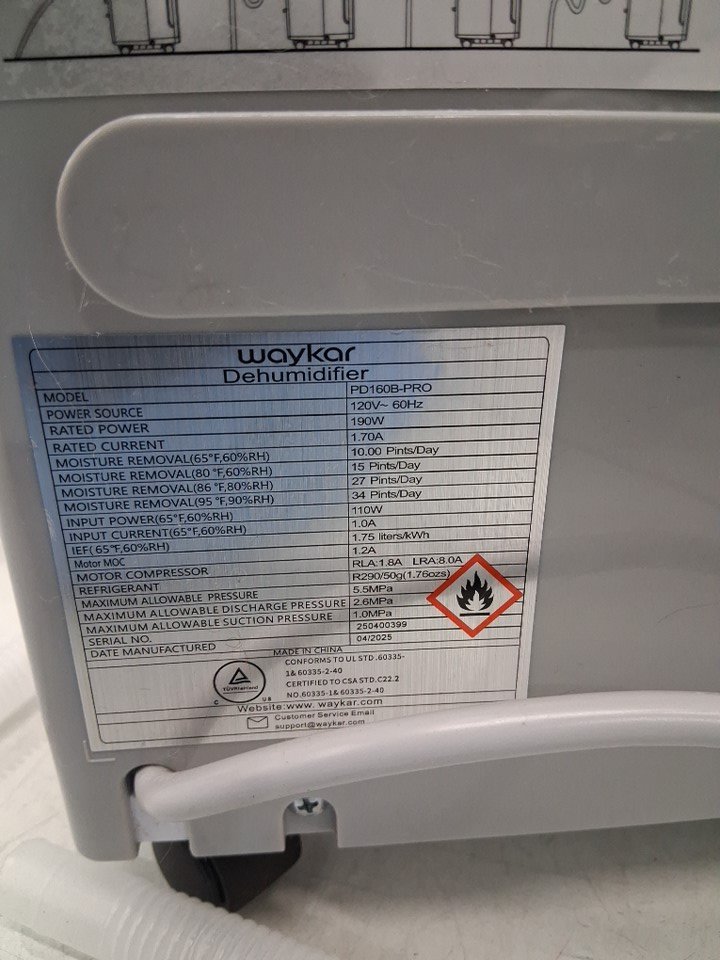 waykar
Dehumidifier
MODEL PD160B-PRO
POWER SOURCE 120V~ 60Hz
RATED POWER 190W
RATED CURRENT 1.70A
MOISTURE REMOVAL(65°F,60%RH) 10.00 Pints/Day
MOISTURE REMOVAL(80 °F,60%RH) 15 Pints/Day
MOISTURE REMOVAL(86 °F,80%RH) 27 Pints/Day
MOISTURE REMOVAL(95 °F,90%RH) 34 Pints/Day
INPUT POWER(65°F,60%RH) 110W
INPUT CURRENT(65°F,60%RH) 1.0A
IEF(65°F,60%RH) 1.75 liters/kWh
Motor MOC 1.2A
MOTOR COMPRESSOR RLA:1.8A LRA:8.0A
REFRIGERANT R290/50g(1.76ozs)
MAXIMUM ALLOWABLE PRESSURE 5.5MPa
MAXIMUM ALLOWABLE DISCHARGE PRESSURE 2.6MPa
MAXIMUM ALLOWABLE SUCTION PRESSURE 1.0MPa
SERIAL NO. 250400399
DATE MANUFACTURED 04/2025
MADE IN CHINA
CONFORMS TO UL STD.60335-
1& 60335-2-40
CERTIFIED TO CSA STD.C22.2
NO.60335-1& 60335-2-40
TÜVRheinland
C US
Website:www. waykar.com
Customer Service Email
support@waykar.com